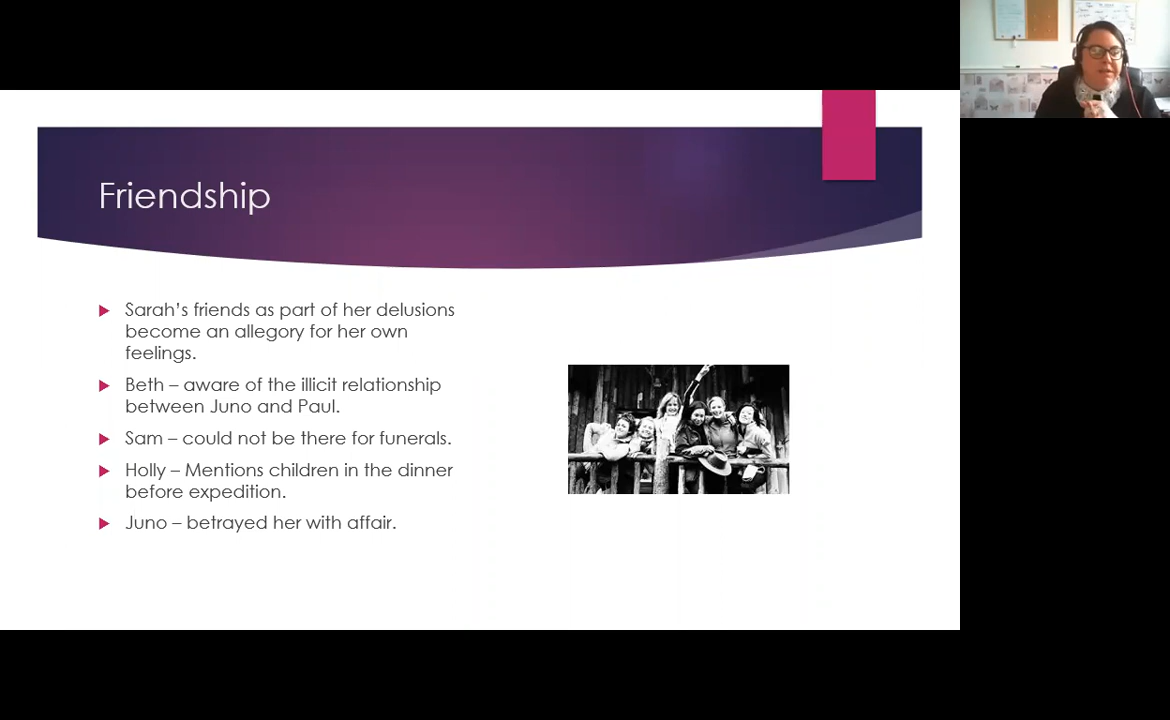 Friendship
Sarah's friends as part of her delusions
become an allegory for her own
feelings.
Beth – aware of the illicit relationship
between Juno and Paul.
Sam – could not be there for funerals.
Holly – Mentions children in the dinner
before expedition.
Juno – betrayed her with affair.